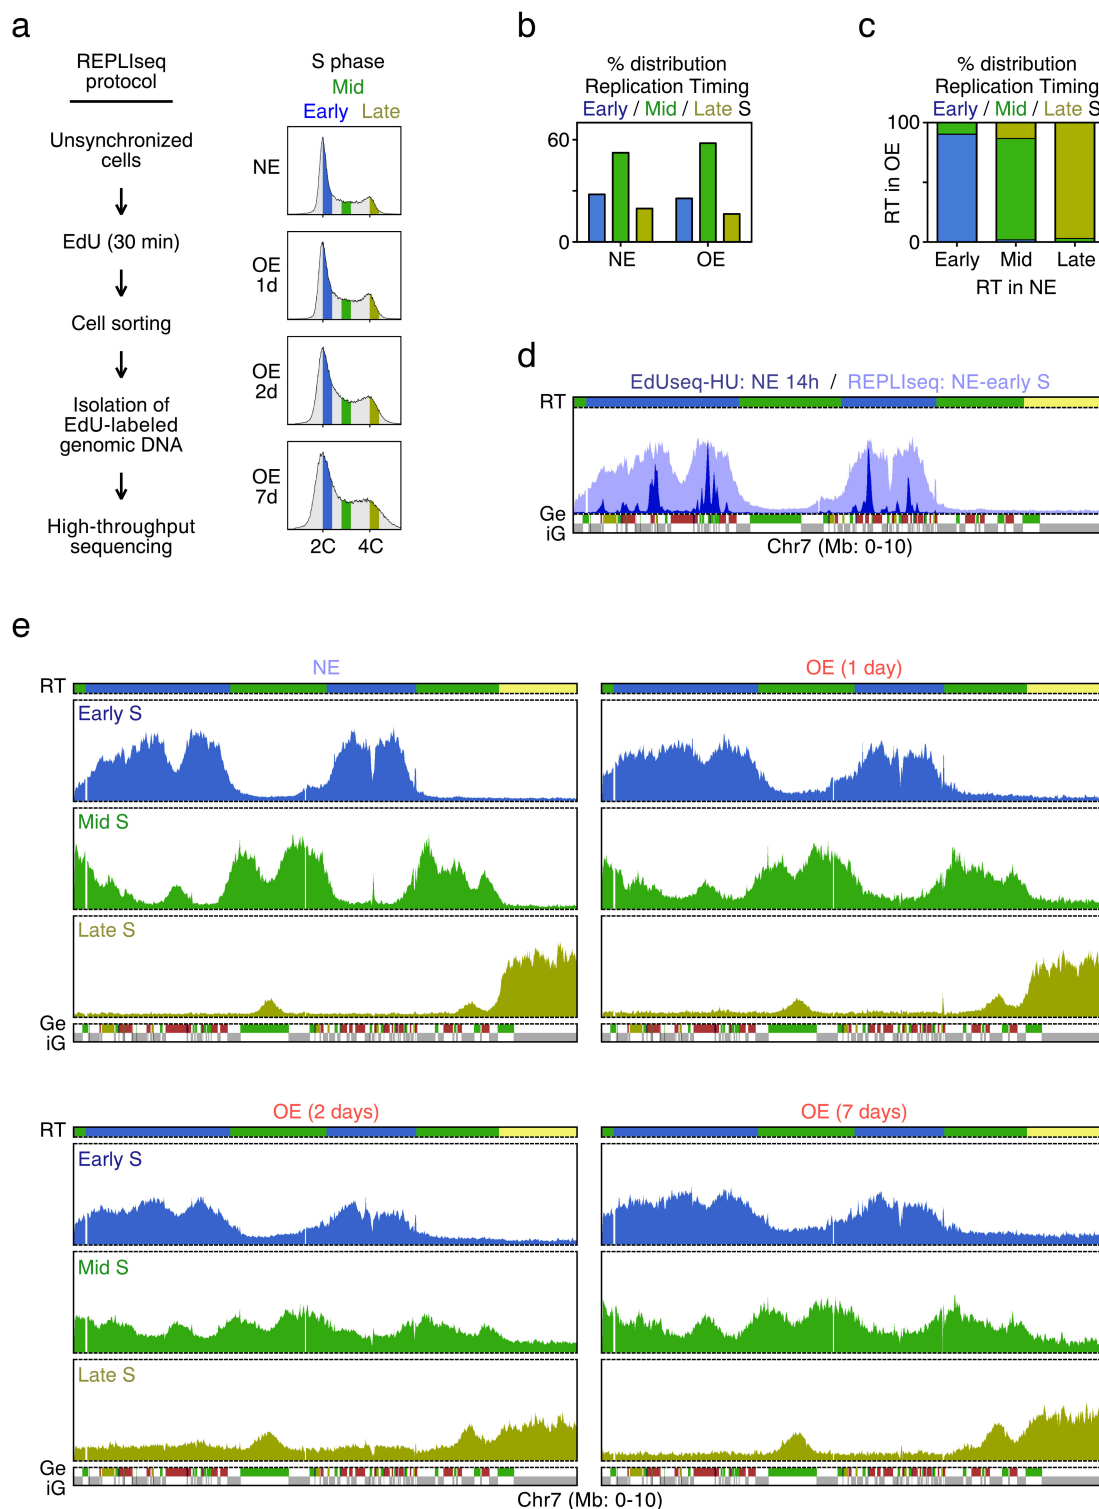 a
REPLIseq
protocol
Unsynchronized
cells
EdU (30 min)
Cell sorting
Isolation of
EdU-labeled
genomic DNA
High-throughput
sequencing
S phase
Mid
Early Late
NE
OE
1d
OE
2d
OE
7d
2C 4C
b
% distribution
Replication Timing
Early / Mid / Late S
60
0
NE OE
c
% distribution
Replication Timing
Early / Mid / Late S
100
RT in OE
0
Early Mid Late
RT in NE
d
EdUseq-HU: NE 14h / REPLIseq: NE-early S
RT
Ge
iG
Chr7 (Mb: 0-10)
e
NE
OE (1 day)
RT
Early S
Mid S
Late S
Ge
iG
OE (2 days)
OE (7 days)
RT
Early S
Mid S
Late S
Ge
iG
Chr7 (Mb: 0-10)